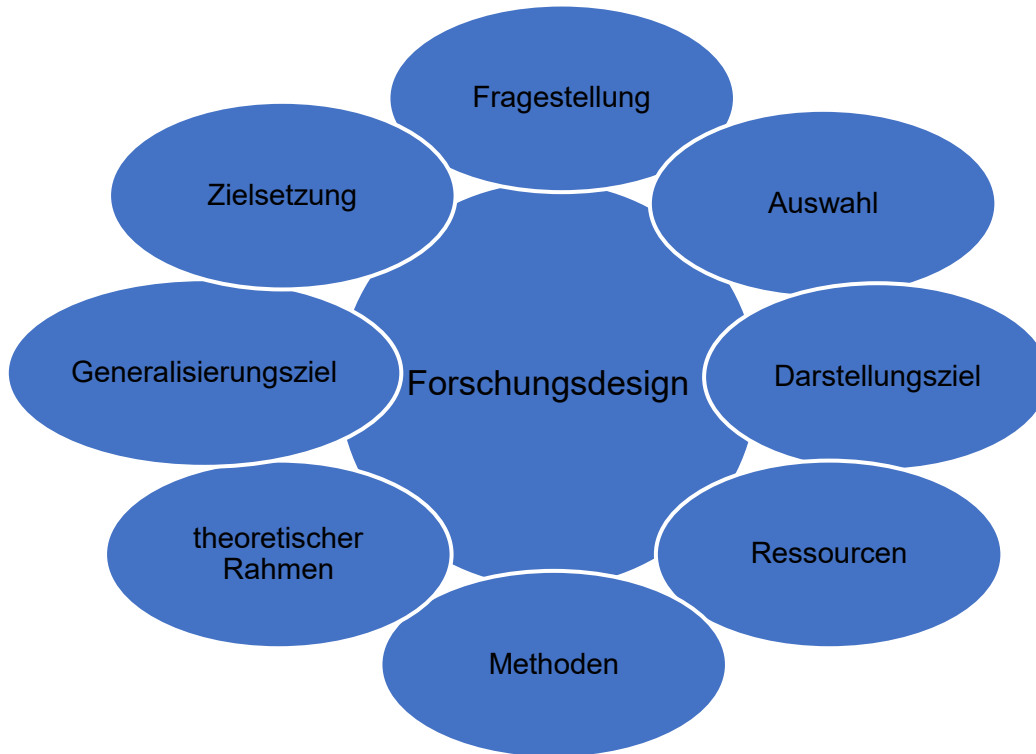 Fragestellung
Zielsetzung
Auswahl
Generalisierungsziel
Forschungsdesign
Darstellungsziel
theoretischer
Rahmen
Ressourcen
Methoden